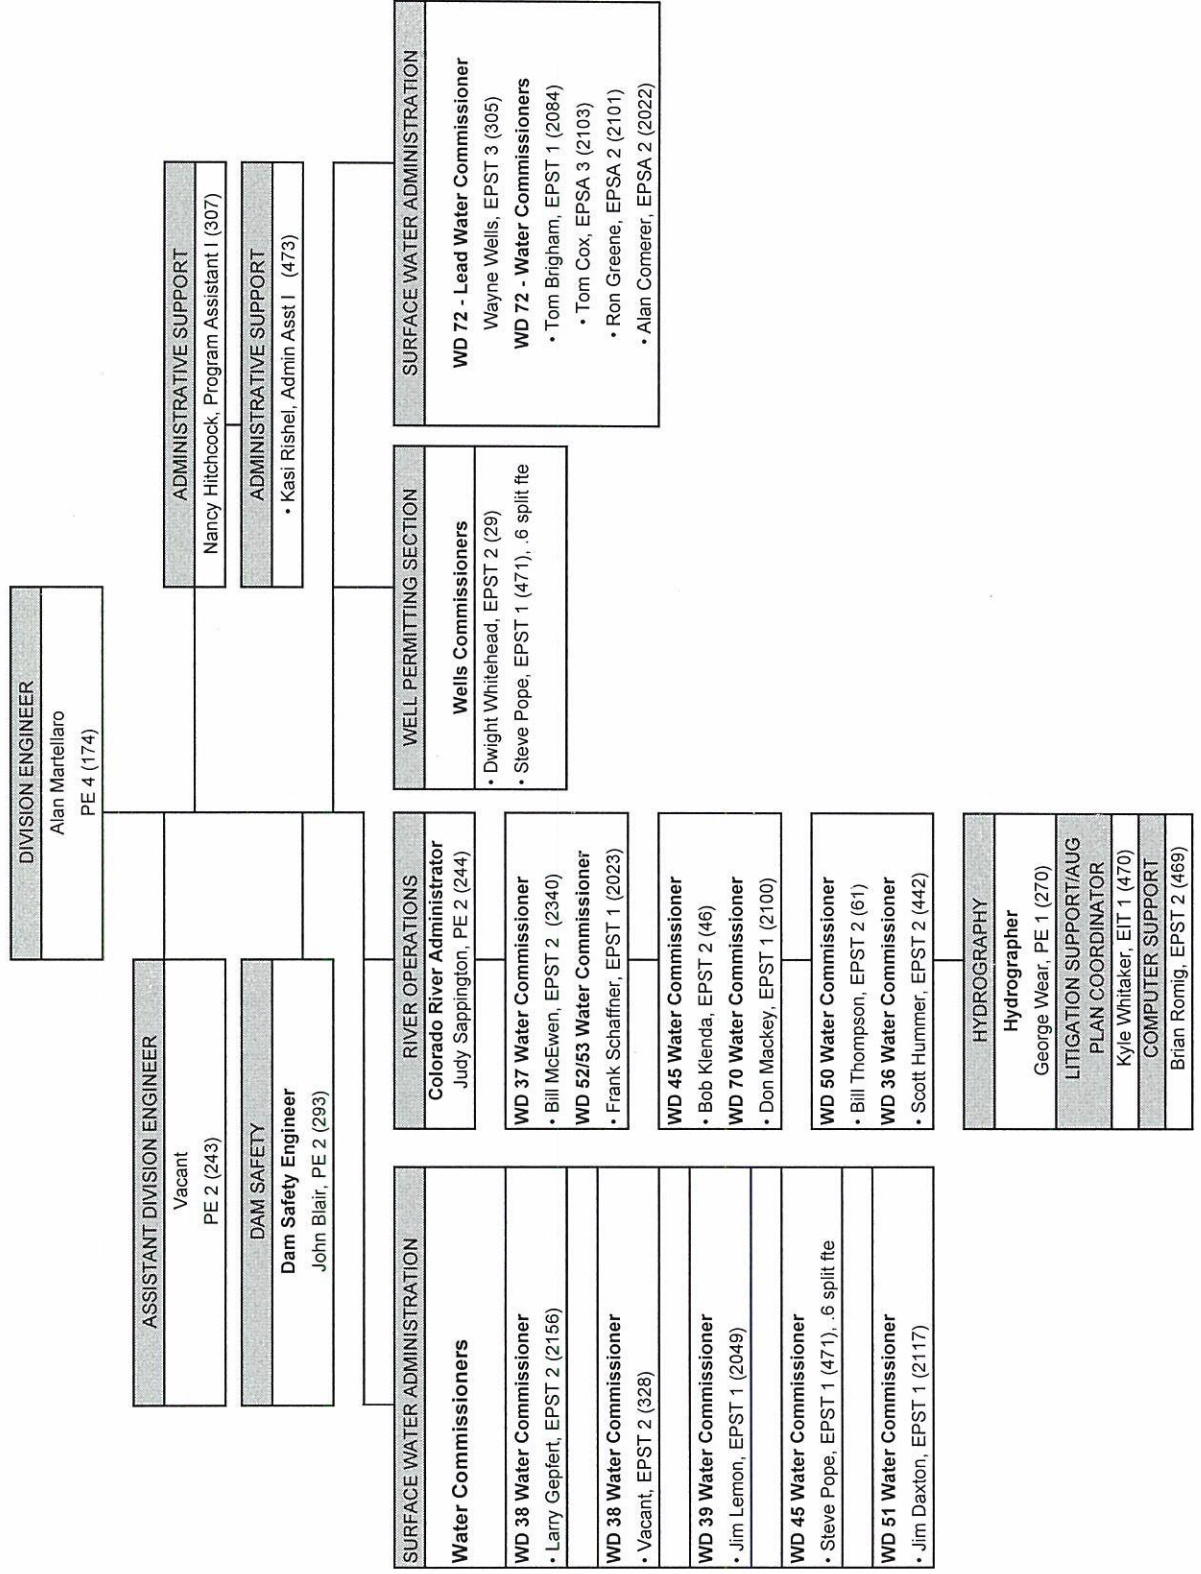 DIVISION ENGINEER
Alan Martellaro
PE 4 (174)
ASSISTANT DIVISION ENGINEER
Vacant
PE 2 (243)
ADMINISTRATIVE SUPPORT
Nancy Hitchcock, Program Assistant I (307)
DAM SAFETY
Dam Safety Engineer
John Blair, PE 2 (293)
ADMINISTRATIVE SUPPORT
• Kasi Rishel, Admin Asst I (473)
SURFACE WATER ADMINISTRATION
Water Commissioners
WD 38 Water Commissioner
• Larry Gepfert, EPST 2 (2156)
WD 38 Water Commissioner
• Vacant, EPST 2 (328)
WD 39 Water Commissioner
• Jim Lemon, EPST 1 (2049)
WD 45 Water Commissioner
• Steve Pope, EPST 1 (471), .6 split fte
WD 51 Water Commissioner
• Jim Daxton, EPST 1 (2117)
RIVER OPERATIONS
Colorado River Administrator
Judy Sappington, PE 2 (244)
WD 37 Water Commissioner
• Bill McEwen, EPST 2 (2340)
WD 52/53 Water Commissioner
• Frank Schaffner, EPST 1 (2023)
WD 45 Water Commissioner
• Bob Klenda, EPST 2 (46)
WD 70 Water Commissioner
• Don Mackey, EPST 1 (2100)
WD 50 Water Commissioner
• Bill Thompson, EPST 2 (61)
WD 36 Water Commissioner
• Scott Hummer, EPST 2 (442)
HYDROGRAPHY
Hydrographer
George Wear, PE 1 (270)
LITIGATION SUPPORT/AUG
PLAN COORDINATOR
Kyle Whitaker, EIT 1 (470)
COMPUTER SUPPORT
Brian Romig, EPST 2 (469)
WELL PERMITTING SECTION
Wells Commissioners
• Dwight Whitehead, EPST 2 (29)
• Steve Pope, EPST 1 (471), .6 split fte
SURFACE WATER ADMINISTRATION
WD 72 - Lead Water Commissioner
Wayne Wells, EPST 3 (305)
WD 72 - Water Commissioners
• Tom Brigham, EPST 1 (2084)
• Tom Cox, EPSA 3 (2103)
• Ron Greene, EPSA 2 (2101)
• Alan Comerer, EPSA 2 (2022)